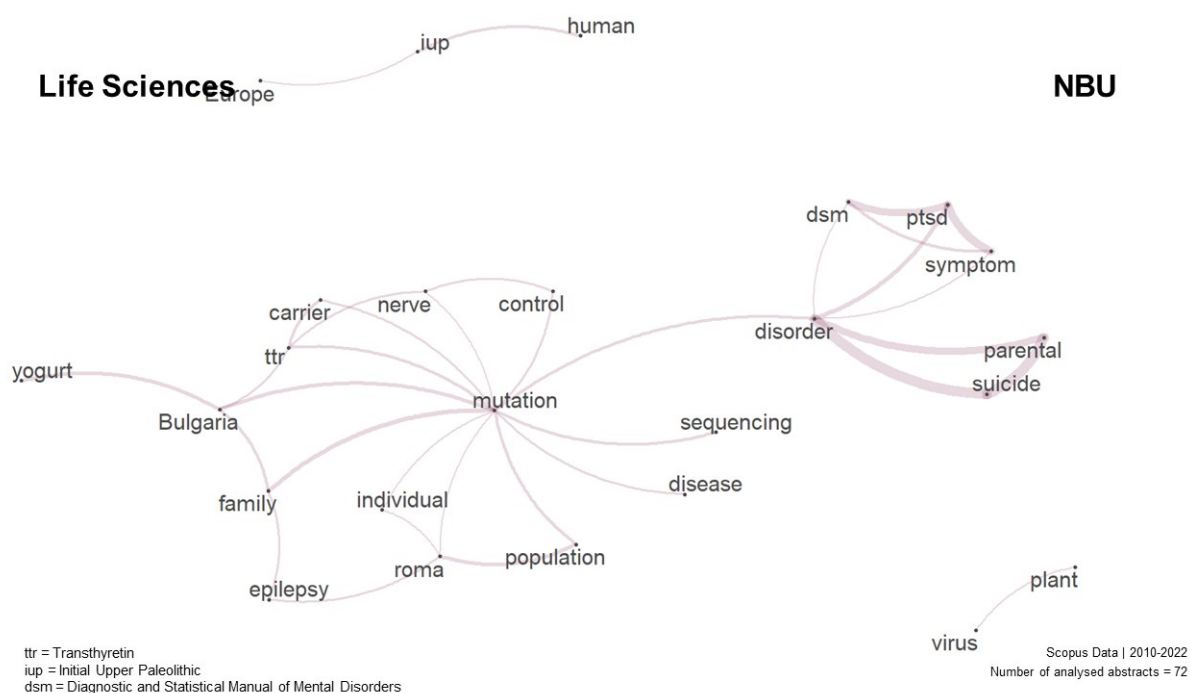 human
iup
Life Sciences
Europe
NBU
dsm
ptsd
symptom
carrier
nerve
control
disorder
ttr
parental
yogurt
suicide
mutation
Bulgaria
sequencing
disease
family
individual
population
roma
epilepsy
plant
virus
ttr = Transthyretin
iup = Initial Upper Paleolithic
dsm = Diagnostic and Statistical Manual of Mental Disorders
Scopus Data | 2010-2022
Number of analysed abstracts = 72